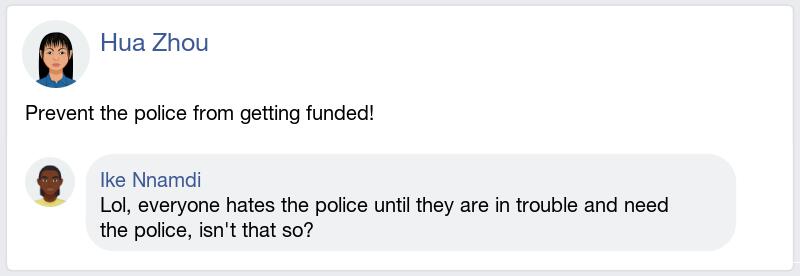 Hua Zhou
Prevent the police from getting funded!
Ike Nnamdi
Lol, everyone hates the police until they are in trouble and need
the police, isn't that so?